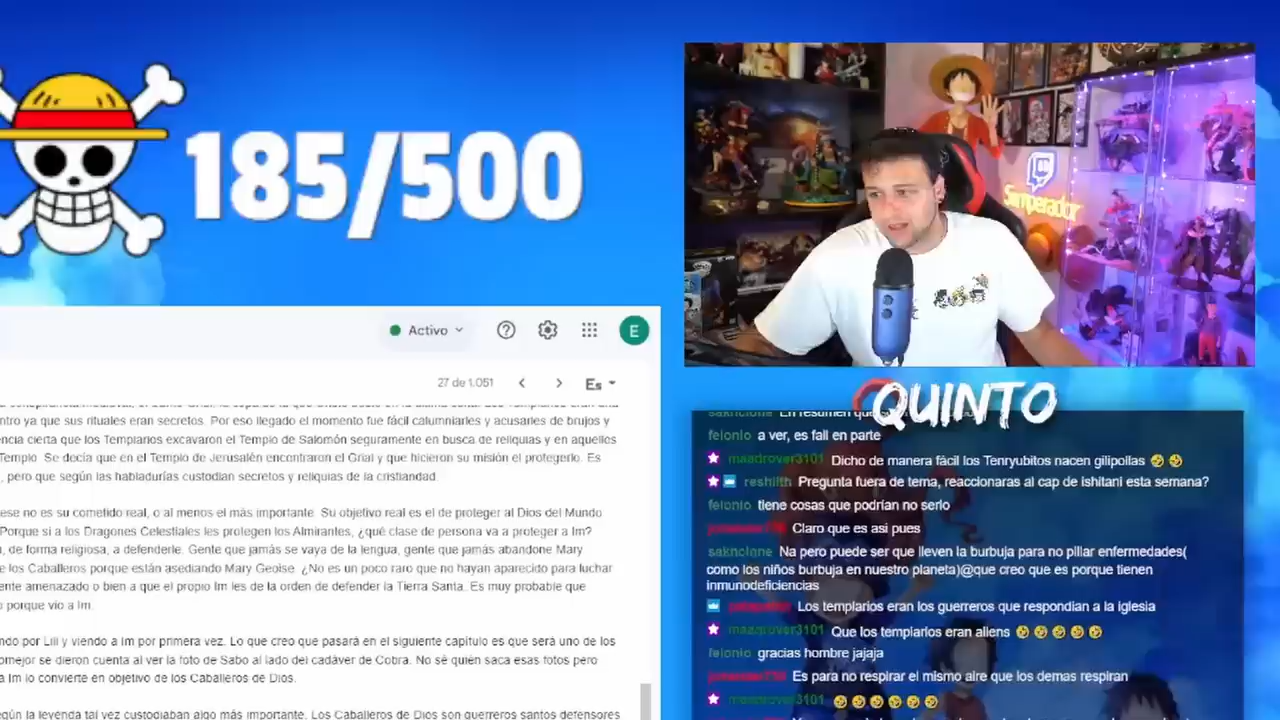 185/500
Simperador
Activo
E
27 de 1.051
Es
ntro ya que sus rituales eran secretos. Por eso llegado el momento fue fácil calumniarles y acusarles de brujos y
encia cierta que los Templarios excavaron el Templo de Salomón seguramente en busca de reliquias y en aquellos
Templo. Se decía que en el Templo de Jerusalén encontraron el Grial y que hicieron su misión el protegerlo. Es
, pero que según las habladurías custodian secretos y reliquias de la cristiandad.
ese no es su cometido real, o al menos el más importante. Su objetivo real es el de proteger al Dios del Mundo
Porque si a los Dragones Celestiales les protegen los Almirantes, ¿qué clase de persona va a proteger a Im?
, de forma religiosa, a defenderle. Gente que jamás se vaya de la lengua, gente que jamás abandone Mary
e los Caballeros porque están asediando Mary Geoise. ¿No es un poco raro que no hayan aparecido para luchar
ente amenazado o bien a que el propio Im les de la orden de defender la Tierra Santa. Es muy probable que
o porque vio a Im.
ndo por Lili y viendo a Im por primera vez. Lo que creo que pasará en el siguiente capítulo es que será uno de los
omejor se dieron cuenta al ver la foto de Sabo al lado del cadáver de Cobra. No sé quién saca esas fotos pero
a Im lo convierte en objetivo de los Caballeros de Dios.
egún la leyenda tal vez custodiaban algo más importante. Los Caballeros de Dios son guerreros santos defensores
QUINTO
saknclone En resumen que
felonio a ver, es fall en parte
maadrover3101 Dicho de manera fácil los Tenryubitos nacen gilipollas 🤣 🤣
reshiith Pregunta fuera de tema, reaccionaras al cap de ishitani esta semana?
felonio tiene cosas que podrían no serlo
Claro que es asi pues
saknclone Na pero puede ser que lleven la burbuja para no pillar enfermedades(
como los niños burbuja en nuestro planeta)@que creo que es porque tienen
inmunodeficiencias
Los templarios eran los guerreros que respondian a la iglesia
maadrover3101 Que los templarios eran aliens 🤣 🤣 🤣 🤣 🤣
felonio gracias hombre jajaja
Es para no respirar el mismo aire que los demas respiran
maadrover3101 🤣 🤣 🤣 🤣 🤣 🤣